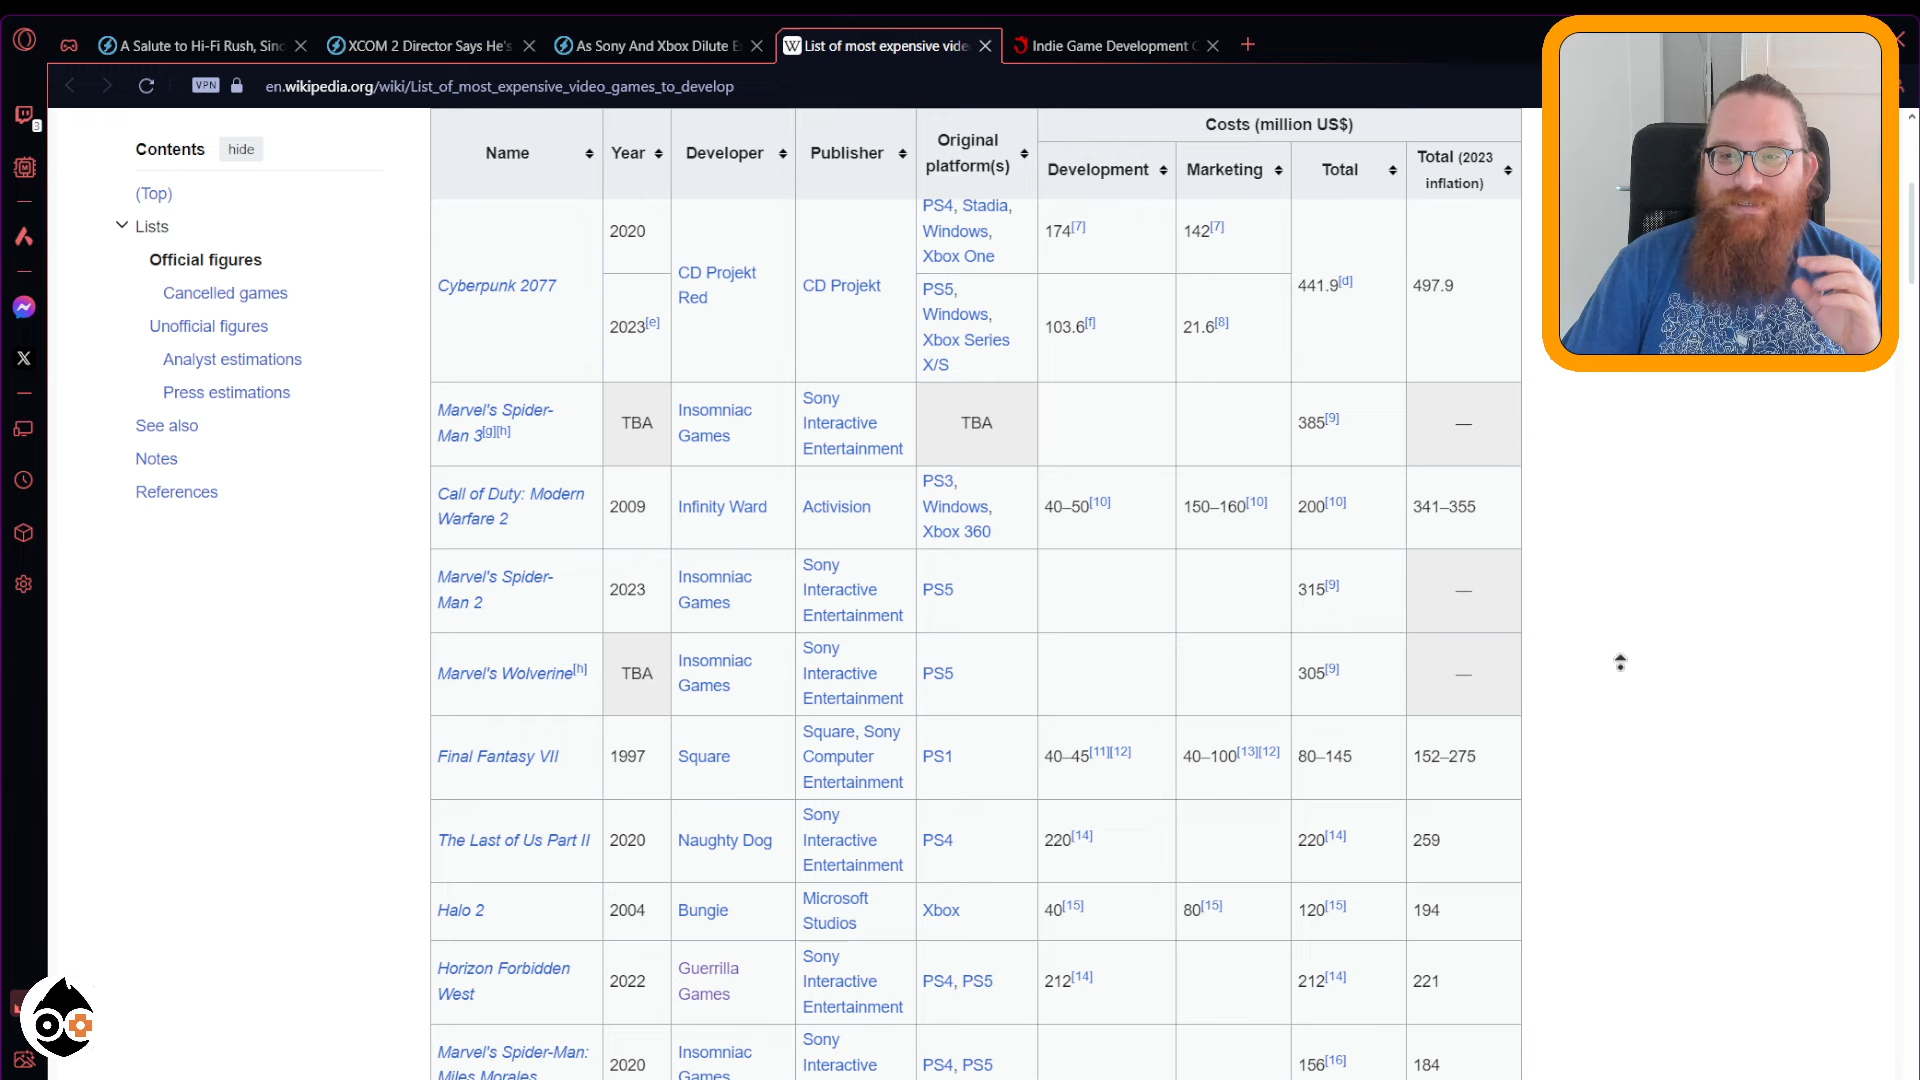 A Salute to Hi-Fi Rush, Sinc
XCOM 2 Director Says He's
As Sony And Xbox Dilute E
List of most expensive vide
Indie Game Development C
VPN
en.wikipedia.org/wiki/List_of_most_expensive_video_games_to_develop
3
Contents
hide
(Top)
Lists
Official figures
Cancelled games
Unofficial figures
Analyst estimations
Press estimations
See also
Notes
References
Name
Year
Developer
Publisher
Original
platform(s)
Costs (million US$)
Development
Marketing
Total
Total (2023
inflation)
Cyberpunk 2077
2020
2023[e]
CD Projekt
Red
CD Projekt
PS4, Stadia,
Windows,
Xbox One
PS5,
Windows,
Xbox Series
X/S
174[7]
142[7]
103.6[f]
21.6[8]
441.9[d]
497.9
Marvel's Spider-
Man 3[g][h]
TBA
Insomniac
Games
Sony
Interactive
Entertainment
TBA
385[9]
—
Call of Duty: Modern
Warfare 2
2009
Infinity Ward
Activision
PS3,
Windows,
Xbox 360
40–50[10]
150–160[10]
200[10]
341–355
Marvel's Spider-
Man 2
2023
Insomniac
Games
Sony
Interactive
Entertainment
PS5
315[9]
—
Marvel's Wolverine[h]
TBA
Insomniac
Games
Sony
Interactive
Entertainment
PS5
305[9]
—
Final Fantasy VII
1997
Square
Square, Sony
Computer
Entertainment
PS1
40–45[11][12]
40–100[13][12]
80–145
152–275
The Last of Us Part II
2020
Naughty Dog
Sony
Interactive
Entertainment
PS4
220[14]
220[14]
259
Halo 2
2004
Bungie
Microsoft
Studios
Xbox
40[15]
80[15]
120[15]
194
Horizon Forbidden
West
2022
Guerrilla
Games
Sony
Interactive
Entertainment
PS4, PS5
212[14]
212[14]
221
Marvel's Spider-Man:
Miles Morales
2020
Insomniac
Games
Sony
Interactive
PS4, PS5
156[16]
184